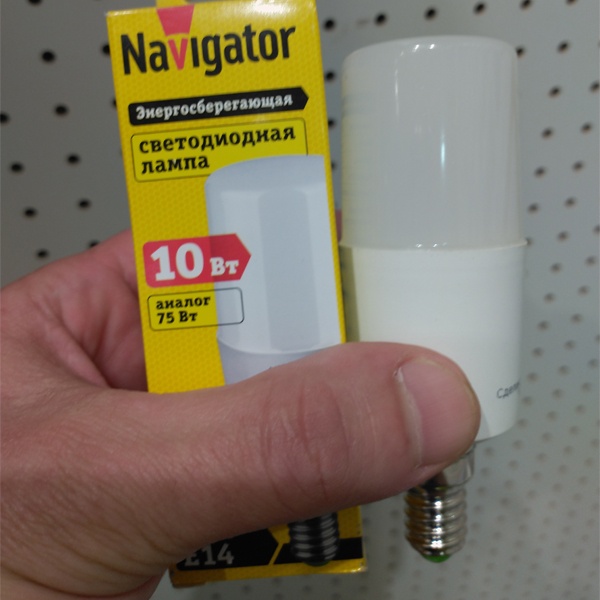 Navigator
Энергосберегающая
светодиодная
лампа
10 Вт
аналог
75 Вт
E14